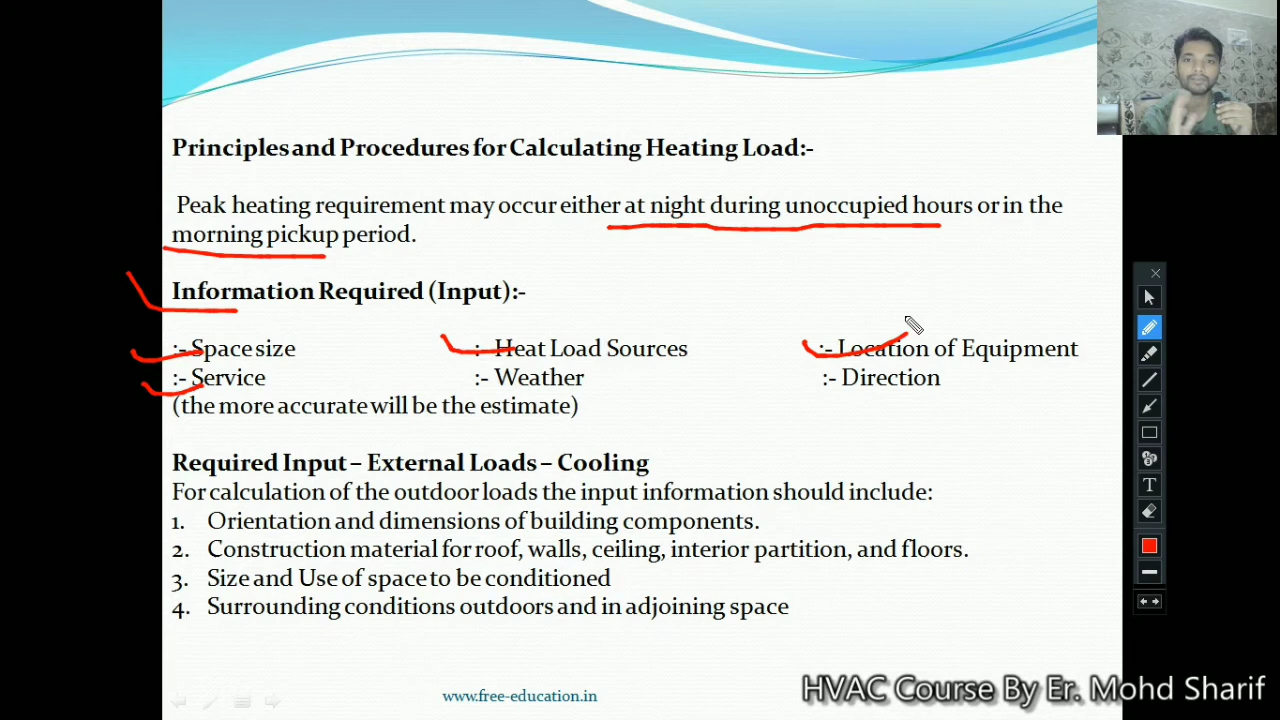 Principles and Procedures for Calculating Heating Load:-
Peak heating requirement may occur either at night during unoccupied hours or in the
morning pickup period.
Information Required (Input):-
:- Space size :- Heat Load Sources :- Location of Equipment
:- Service :- Weather :- Direction
(the more accurate will be the estimate)
Required Input – External Loads – Cooling
For calculation of the outdoor loads the input information should include:
1. Orientation and dimensions of building components.
2. Construction material for roof, walls, ceiling, interior partition, and floors.
3. Size and Use of space to be conditioned
4. Surrounding conditions outdoors and in adjoining space
www.free-education.in
HVAC Course By Er. Mohd Sharif